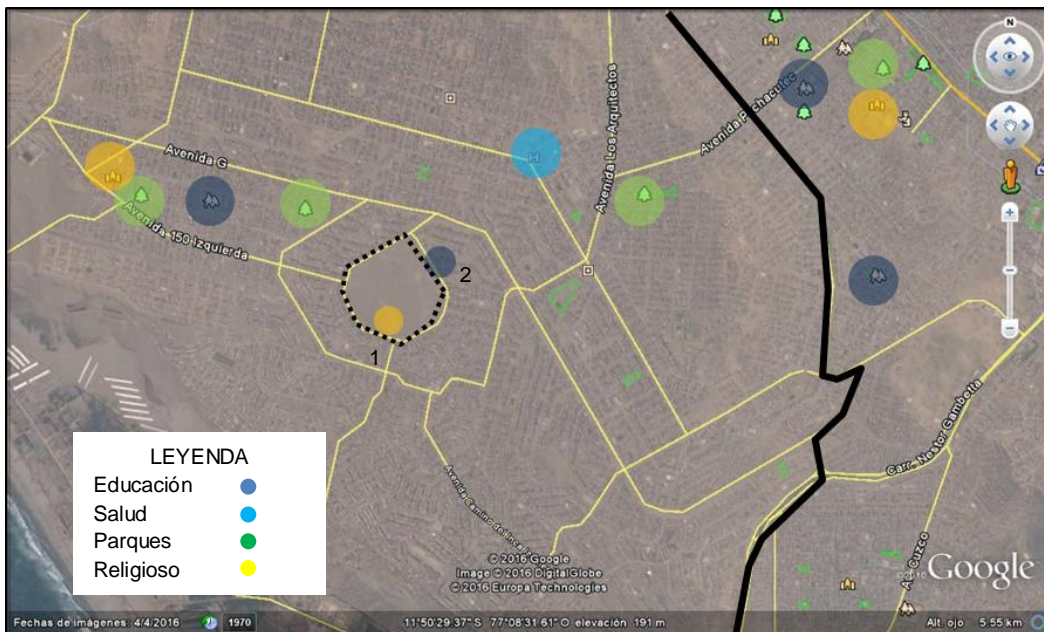 N
Avenida Pachacutec
Avenida Los Arquitectos
Avenida G
H
Avenida 150 Izquierda
2
1
Carr. Nestor Gambetta
LEYENDA
Educación
Salud
Parques
Religioso
Avenida Camino del Inca
Av. Cuzco
© 2016 Google
Image © 2016 DigitalGlobe
© 2016 Europa Technologies
Google
Fechas de imágenes: 4/4/2016
1970
11°50'29.37" S 77°08'31.61" O elevación 191 m
Alt. ojo 5.55 km